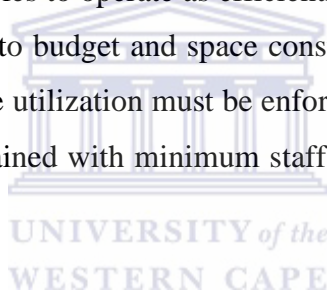 to operate as efficien
to budget and space cons
utilization must be enfor
ained with minimum staff
UNIVERSITY of the
WESTERN CAPE